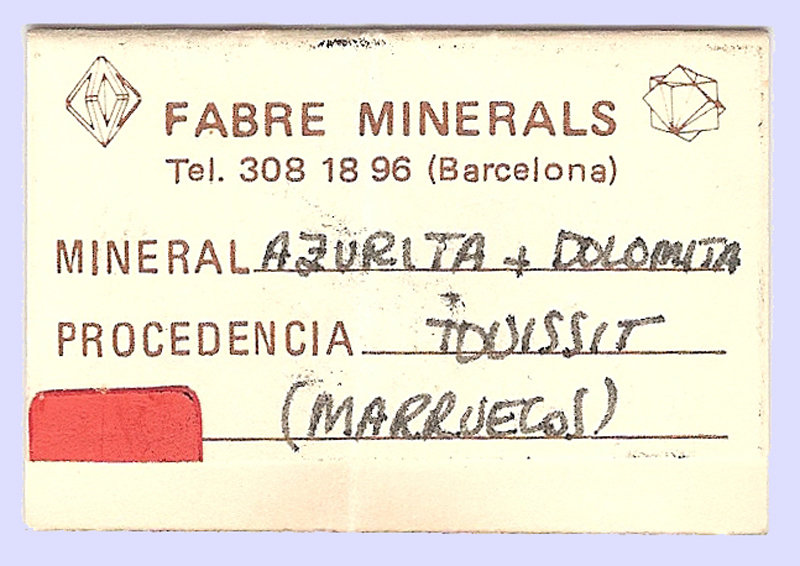 FABRE MINERALS
Tel. 308 18 96 (Barcelona)
MINERAL AZURITA + DOLOMITA
PROCEDENCIA TOUISSIT
(MARRUECOS)